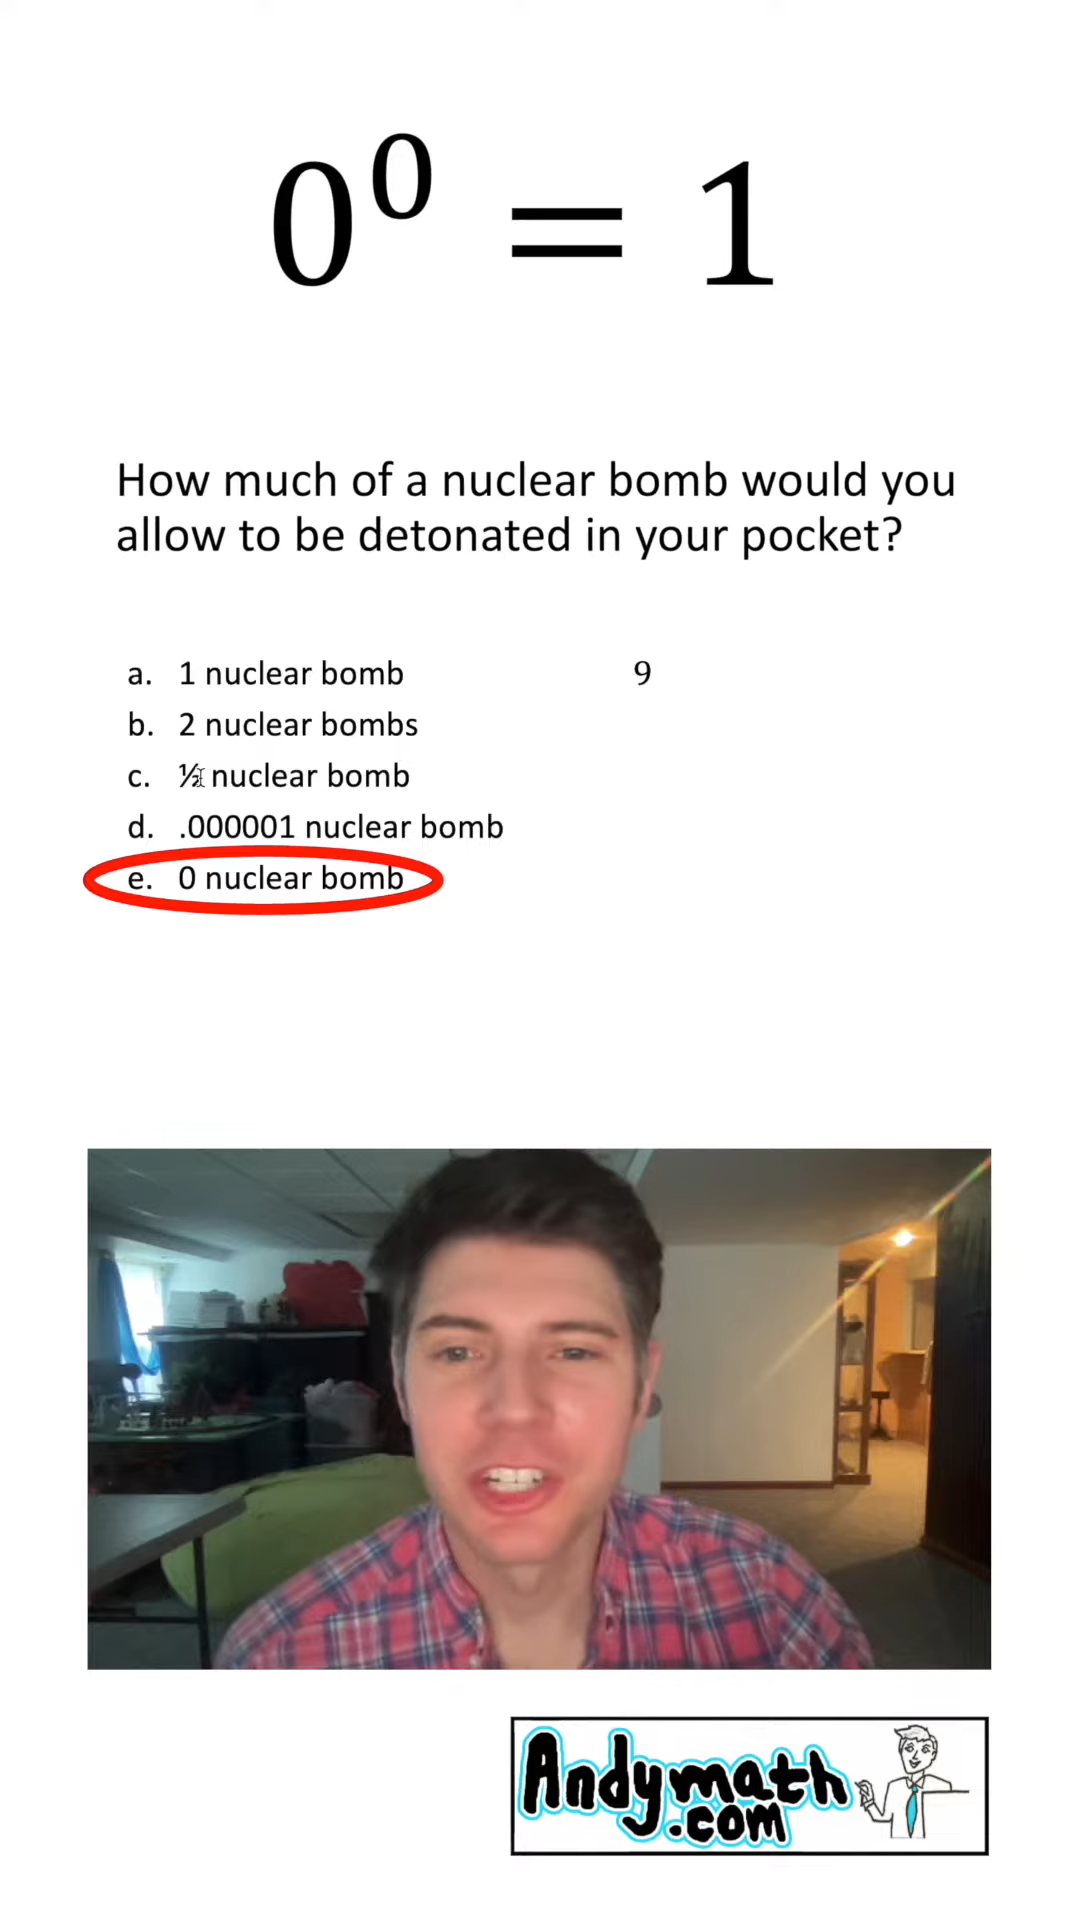 0⁰ = 1
How much of a nuclear bomb would you
allow to be detonated in your pocket?
a. 1 nuclear bomb
9
b. 2 nuclear bombs
c. ½ nuclear bomb
d. .000001 nuclear bomb
e. 0 nuclear bomb
Andymath
.com